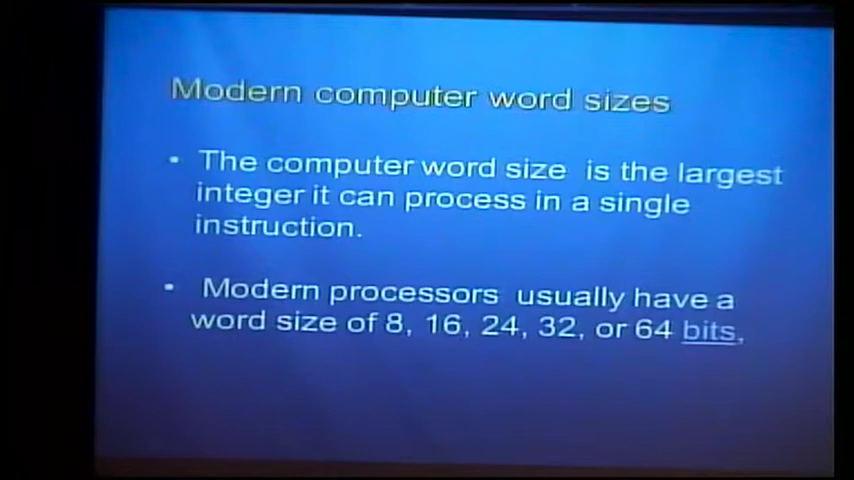 Modern computer word sizes
• The computer word size is the largest
integer it can process in a single
instruction.
• Modern processors usually have a
word size of 8, 16, 24, 32, or 64 bits,